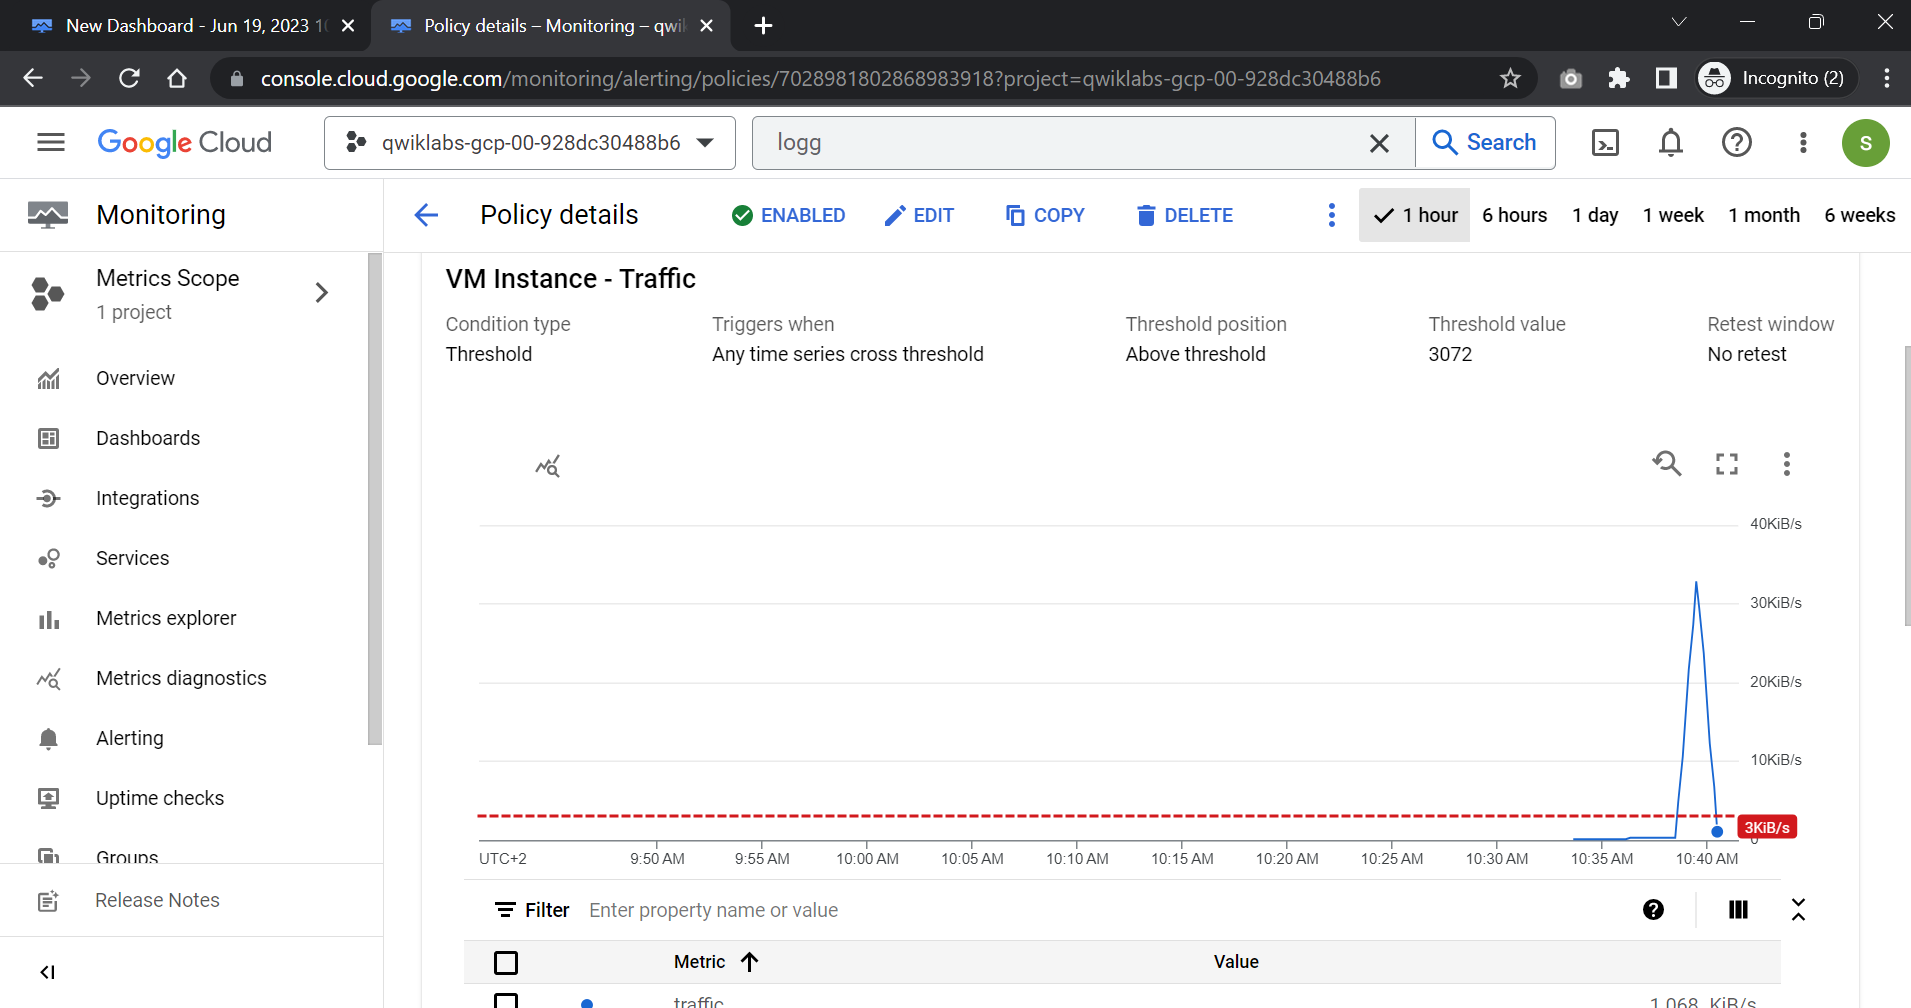 New Dashboard - Jun 19, 2023 1
Policy details – Monitoring – qwi
console.cloud.google.com/monitoring/alerting/policies/7028981802868983918?project=qwiklabs-gcp-00-928dc30488b6
Incognito (2)
Google Cloud
qwiklabs-gcp-00-928dc30488b6
logg
Search
S
Monitoring
Policy details
ENABLED
EDIT
COPY
DELETE
1 hour
6 hours
1 day
1 week
1 month
6 weeks
Metrics Scope
1 project
Overview
Dashboards
Integrations
Services
Metrics explorer
Metrics diagnostics
Alerting
Uptime checks
Groups
Release Notes
VM Instance - Traffic
Condition type
Threshold
Triggers when
Any time series cross threshold
Threshold position
Above threshold
Threshold value
3072
Retest window
No retest
40KiB/s
30KiB/s
20KiB/s
10KiB/s
3KiB/s
0
UTC+2
9:50 AM
9:55 AM
10:00 AM
10:05 AM
10:10 AM
10:15 AM
10:20 AM
10:25 AM
10:30 AM
10:35 AM
10:40 AM
Filter
Enter property name or value
Metric
Value
traffic
1.068 KiB/s